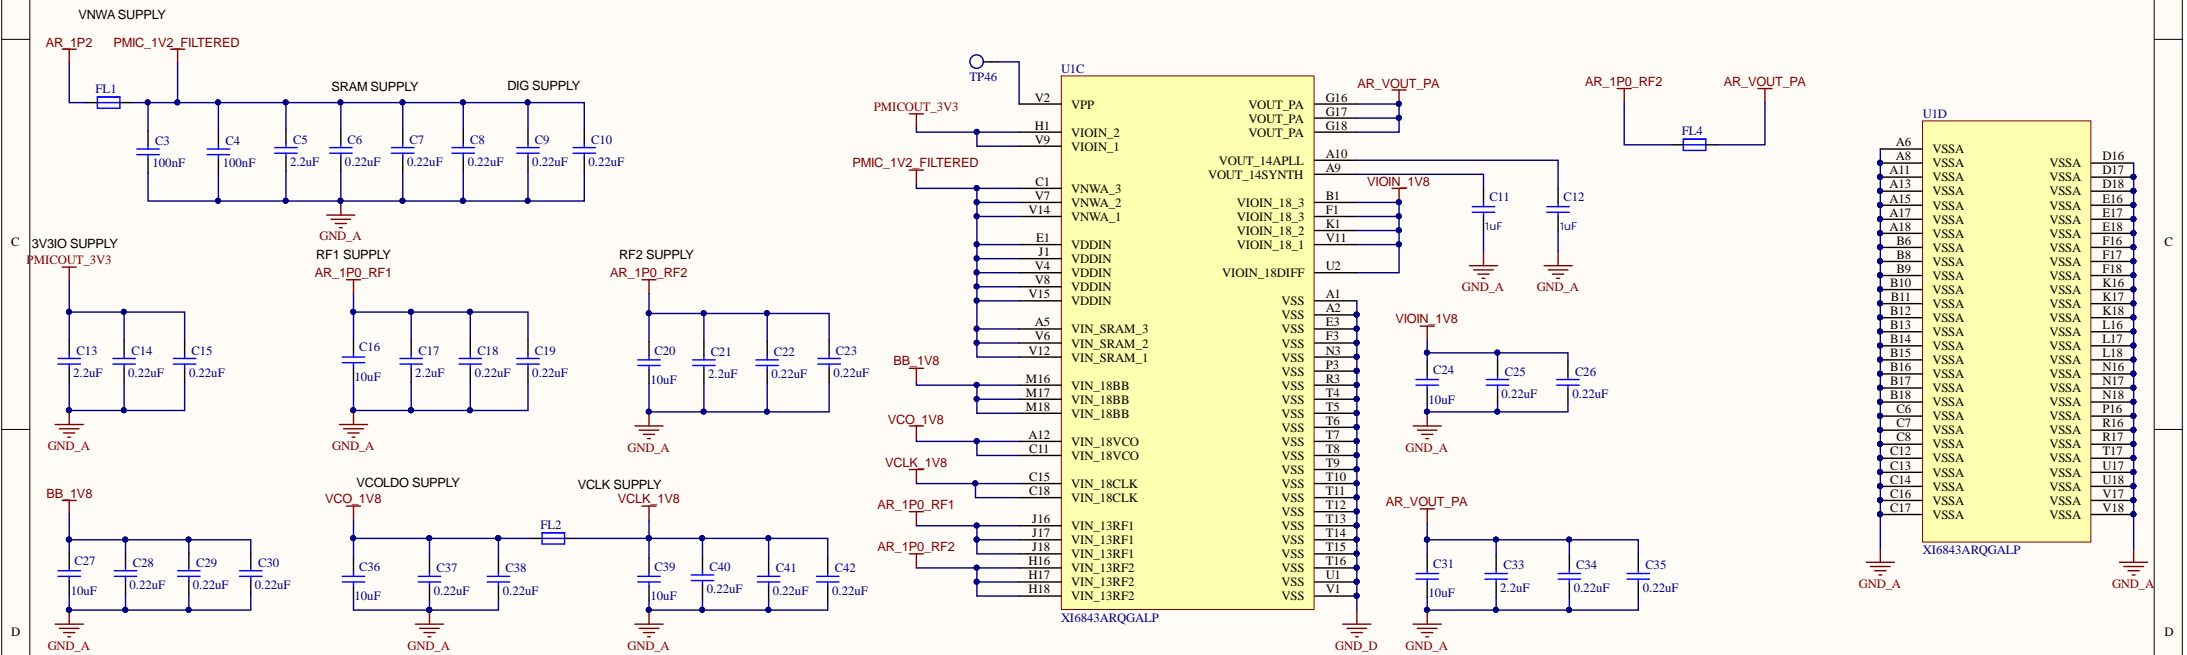 VNWA SUPPLY
AR_1P2 PMIC_1V2_FILTERED
FL1
SRAM SUPPLY
DIG SUPPLY
C3 100nF
C4 100nF
C5 2.2uF
C6 0.22uF
C7 0.22uF
C8 0.22uF
C9 0.22uF
C10 0.22uF
GND_A
C
3V3IO SUPPLY
PMICOUT_3V3
C13 2.2uF
C14 0.22uF
C15 0.22uF
GND_A
RF1 SUPPLY
AR_1P0_RF1
C16 10uF
C17 2.2uF
C18 0.22uF
C19 0.22uF
GND_A
RF2 SUPPLY
AR_1P0_RF2
C20 10uF
C21 2.2uF
C22 0.22uF
C23 0.22uF
GND_A
BB_1V8
C27 10uF
C28 0.22uF
C29 0.22uF
C30 0.22uF
GND_A
D
VCOLDO SUPPLY
VCO_1V8
C36 10uF
C37 0.22uF
C38 0.22uF
GND_A
FL2
VCLK SUPPLY
VCLK_1V8
C39 10uF
C40 0.22uF
C41 0.22uF
C42 0.22uF
GND_A
TP46
PMICOUT_3V3
PMIC_1V2_FILTERED
BB_1V8
VCO_1V8
VCLK_1V8
AR_1P0_RF1
AR_1P0_RF2
U1C
V2 VPP
H1 VIOIN_2
V9 VIOIN_1
C1 VNWA_3
V7 VNWA_2
V14 VNWA_1
E1 VDDIN
J1 VDDIN
V4 VDDIN
V8 VDDIN
V15 VDDIN
A5 VIN_SRAM_3
V6 VIN_SRAM_2
V12 VIN_SRAM_1
M16 VIN_18BB
M17 VIN_18BB
M18 VIN_18BB
A12 VIN_18VCO
C11 VIN_18VCO
C15 VIN_18CLK
C18 VIN_18CLK
J16 VIN_13RF1
J17 VIN_13RF1
J18 VIN_13RF1
H16 VIN_13RF2
H17 VIN_13RF2
H18 VIN_13RF2
VOUT_PA G16
VOUT_PA G17
VOUT_PA G18
VOUT_14APLL A10
VOUT_14SYNTH A9
VIOIN_18_3 B1
VIOIN_18_3 F1
VIOIN_18_2 K1
VIOIN_18_1 V11
VIOIN_18DIFF U2
VSS A1
VSS A2
VSS E3
VSS F3
VSS N3
VSS P3
VSS R3
VSS T4
VSS T5
VSS T6
VSS T7
VSS T8
VSS T9
VSS T10
VSS T11
VSS T12
VSS T13
VSS T14
VSS T15
VSS T16
VSS U1
VSS V1
XI6843ARQGALP
GND_D
AR_VOUT_PA
VIOIN_1V8
C11 1uF
C12 1uF
GND_A
GND_A
VIOIN_1V8
C24 10uF
C25 0.22uF
C26 0.22uF
GND_A
AR_VOUT_PA
C31 10uF
C33 2.2uF
C34 0.22uF
C35 0.22uF
GND_A
AR_1P0_RF2 AR_VOUT_PA
FL4
U1D
A6 VSSA
A8 VSSA VSSA D16
A11 VSSA VSSA D17
A13 VSSA VSSA D18
A15 VSSA VSSA E16
A17 VSSA VSSA E17
A18 VSSA VSSA E18
B6 VSSA VSSA F16
B8 VSSA VSSA F17
B9 VSSA VSSA F18
B10 VSSA VSSA K16
B11 VSSA VSSA K17
B12 VSSA VSSA K18
B13 VSSA VSSA L16
B14 VSSA VSSA L17
B15 VSSA VSSA L18
B16 VSSA VSSA N16
B17 VSSA VSSA N17
B18 VSSA VSSA N18
C6 VSSA VSSA P16
C7 VSSA VSSA R16
C8 VSSA VSSA R17
C12 VSSA VSSA T17
C13 VSSA VSSA U17
C14 VSSA VSSA U18
C16 VSSA VSSA V17
C17 VSSA VSSA V18
XI6843ARQGALP
GND_A
GND_A
C
D